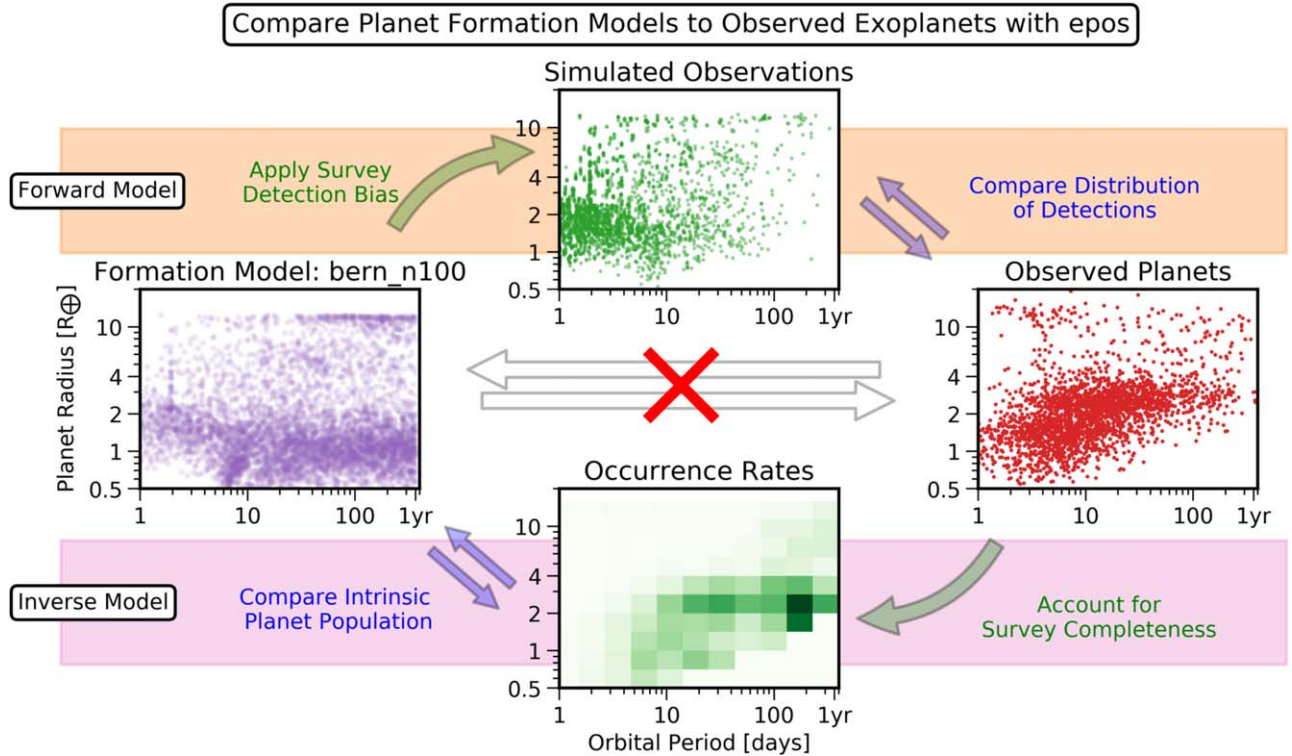 Compare Planet Formation Models to Observed Exoplanets with epos
Simulated Observations
10
4
2
1
0.5
1
10
100
1yr
Forward Model
Apply Survey
Detection Bias
Compare Distribution
of Detections
Formation Model: bern_n100
Planet Radius [R⊕]
10
4
2
1
0.5
1
10
100
1yr
Observed Planets
10
4
2
1
0.5
1
10
100
1yr
Occurrence Rates
10
4
2
1
0.5
1
10
100
1yr
Orbital Period [days]
Inverse Model
Compare Intrinsic
Planet Population
Account for
Survey Completeness